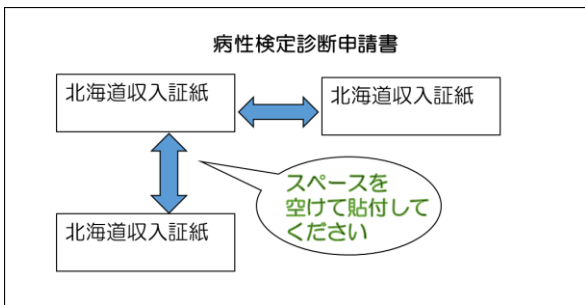 病性検定診断申請書
北海道収入証紙
北海道収入証紙
スペースを
空けて貼付して
ください
北海道収入証紙